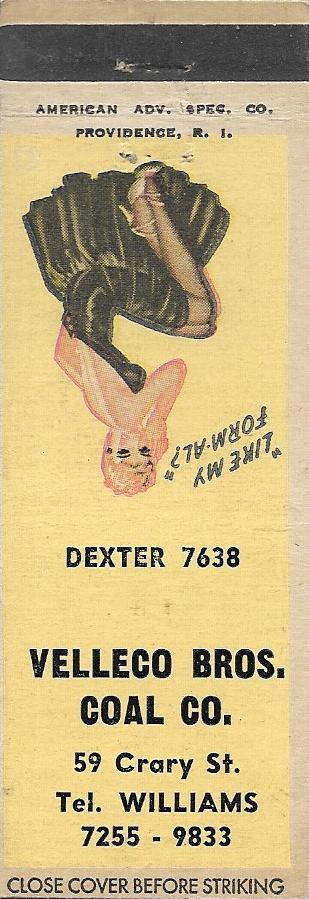 AMERICAN ADV. SPEC. CO.
PROVIDENCE, R. I.
"LIKE MY
FORM-AL?"
DEXTER 7638
VELLECO BROS.
COAL CO.
59 Crary St.
Tel. WILLIAMS
7255 - 9833
CLOSE COVER BEFORE STRIKING